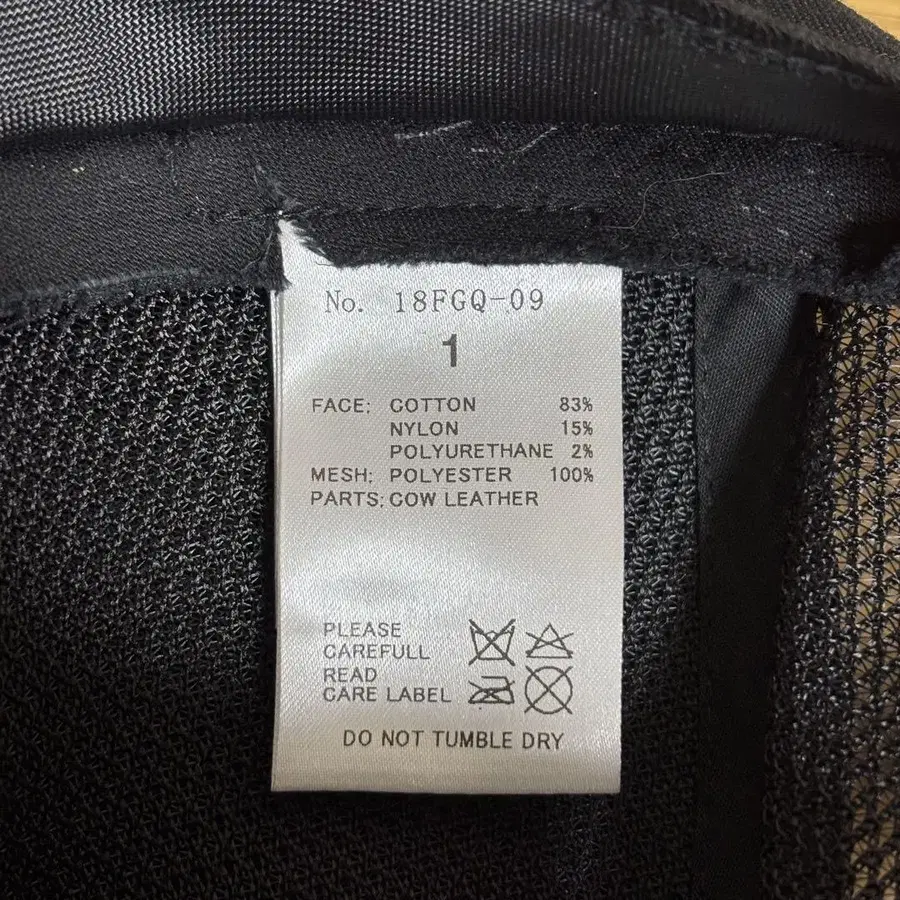 No. 18FGQ-09
1
FACE: COTTON 83%
NYLON 15%
POLYURETHANE 2%
MESH: POLYESTER 100%
PARTS: COW LEATHER
PLEASE
CAREFULL
READ
CARE LABEL
DO NOT TUMBLE DRY